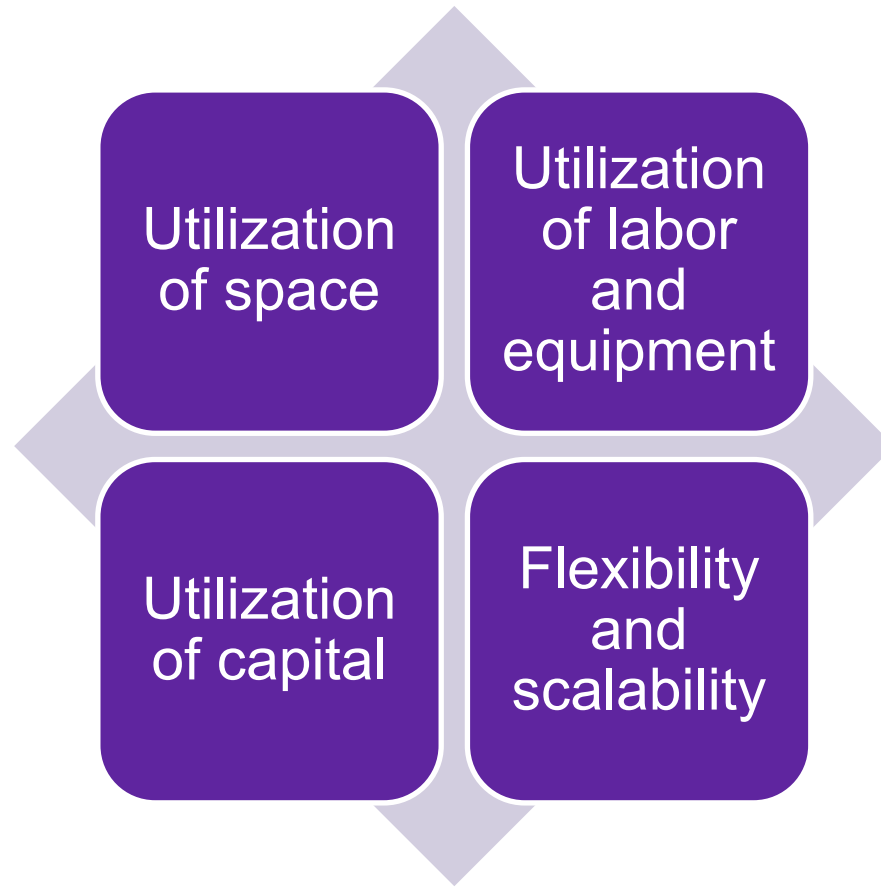 Utilization
of space
Utilization
of labor
and
equipment
Utilization
of capital
Flexibility
and
scalability